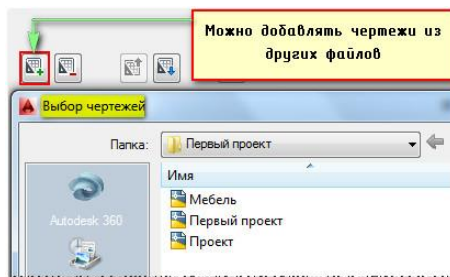 Можно добавлять чертежи из
других файлов
Выбор чертежей
Папка: Первый проект
Имя
Autodesk 360
Мебель
Первый проект
Проект